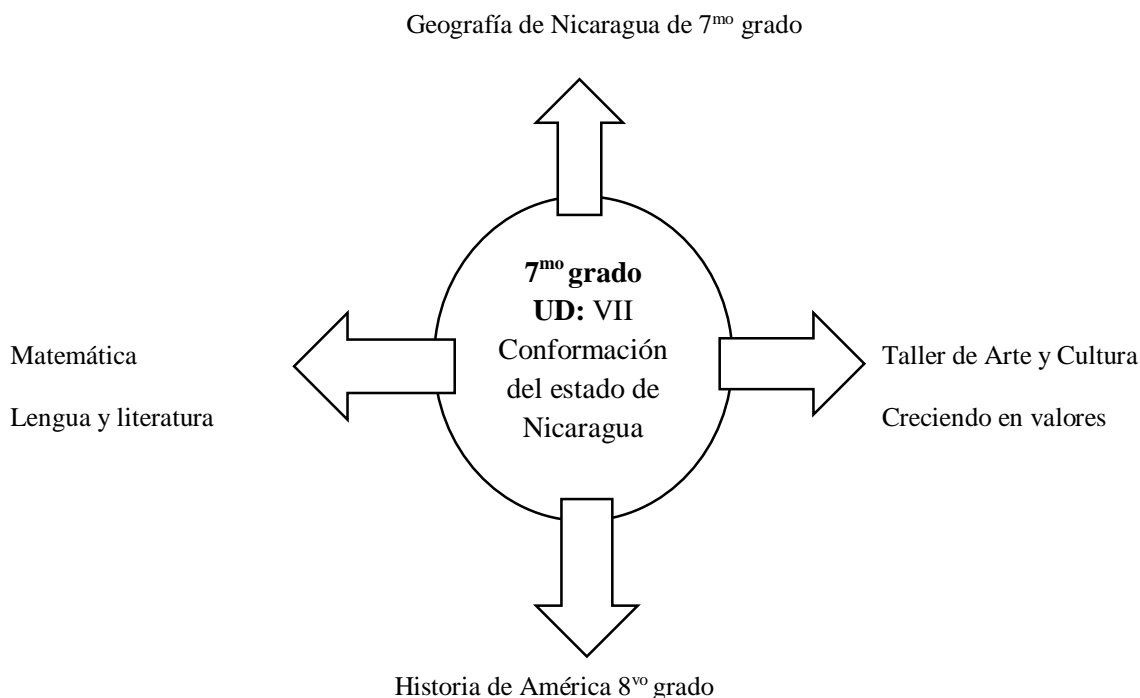 Geografía de Nicaragua de 7mo grado
7mo grado
UD: VII
Conformación
del estado de
Nicaragua
Matemática
Lengua y literatura
Taller de Arte y Cultura
Creciendo en valores
Historia de América 8vo grado